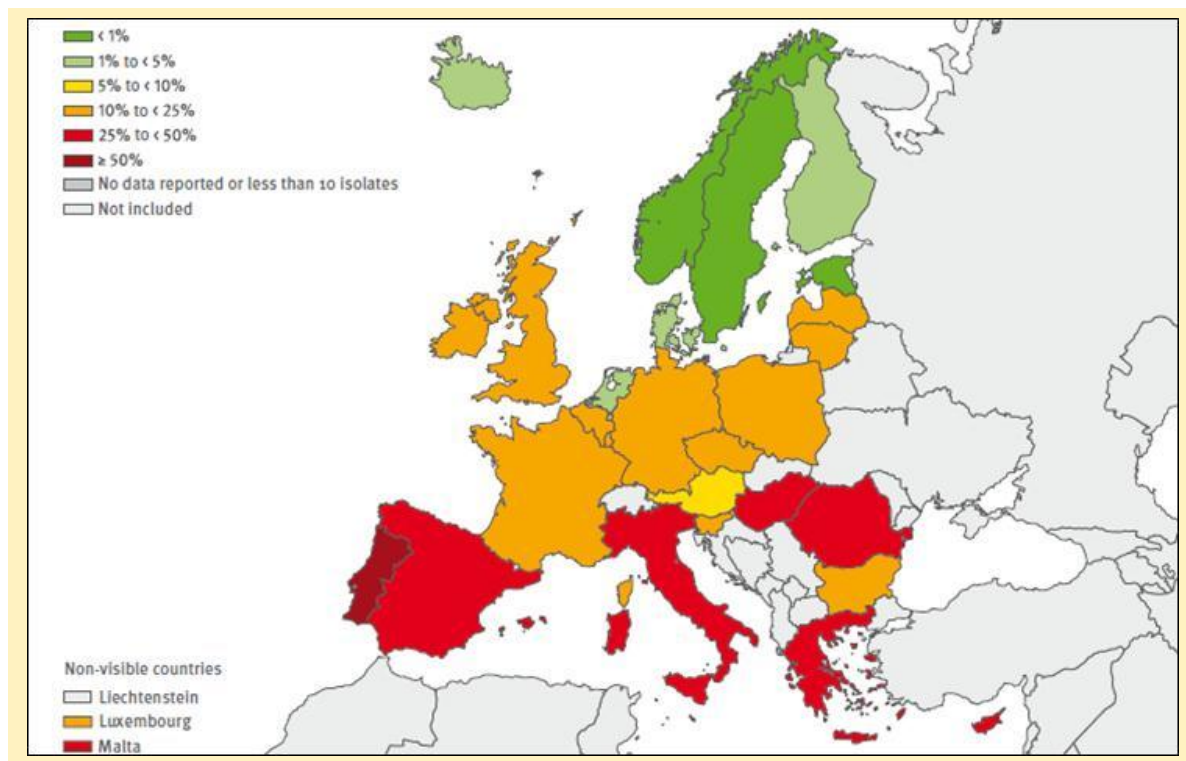 < 1%
1% to < 5%
5% to < 10%
10% to < 25%
25% to < 50%
≥ 50%
No data reported or less than 10 isolates
Not included
Non-visible countries
Liechtenstein
Luxembourg
Malta